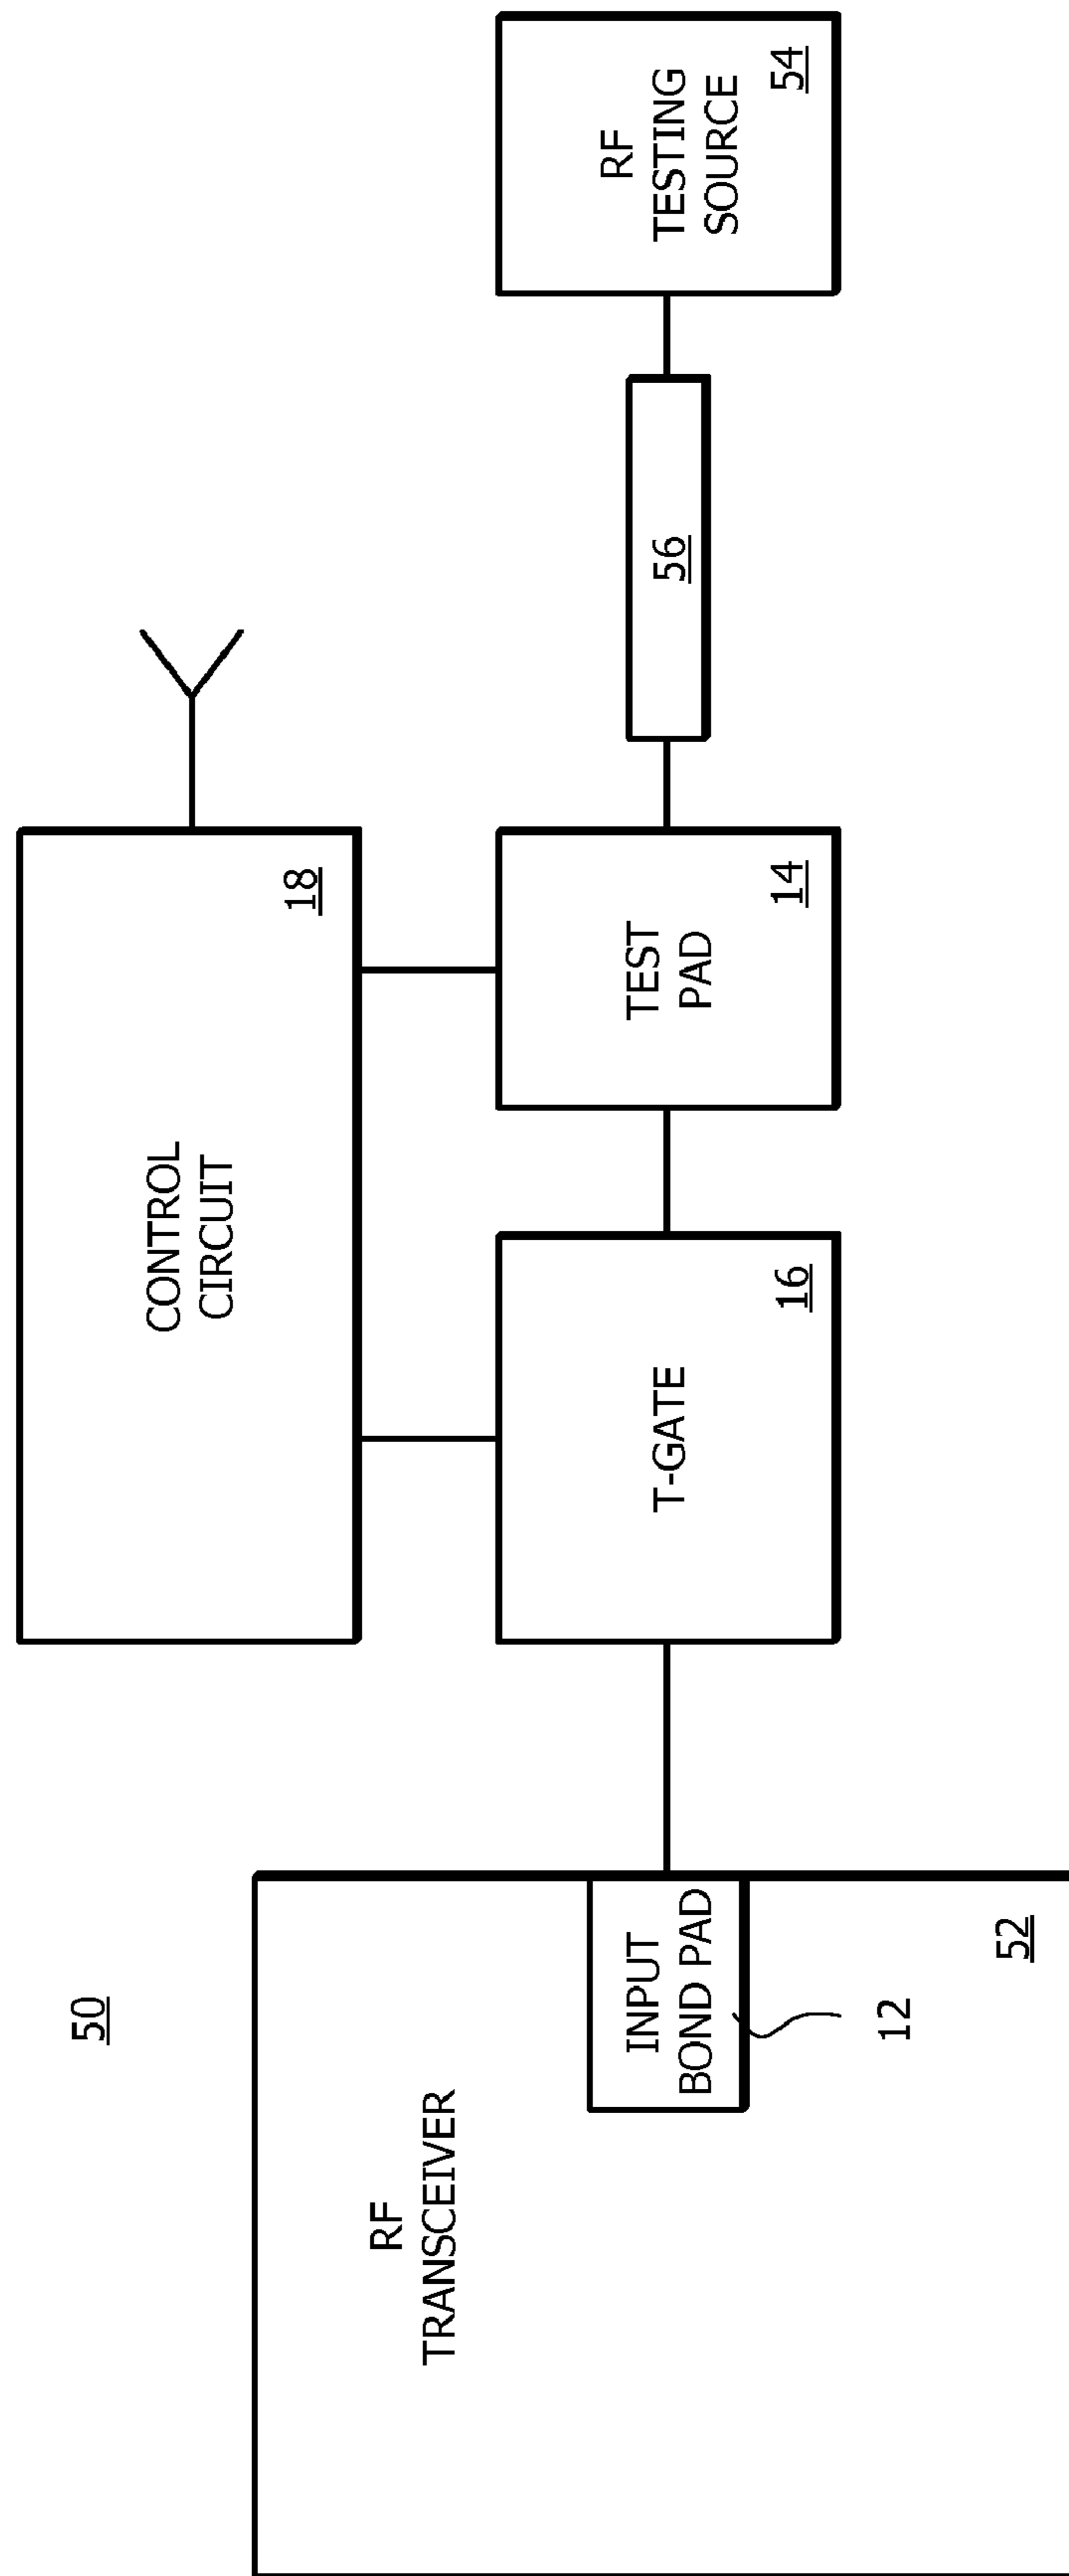 50
RF
TRANSCEIVER
52
INPUT
BOND PAD
12
CONTROL
CIRCUIT
18
T-GATE
16
TEST
PAD
14
56
RF
TESTING
SOURCE
54